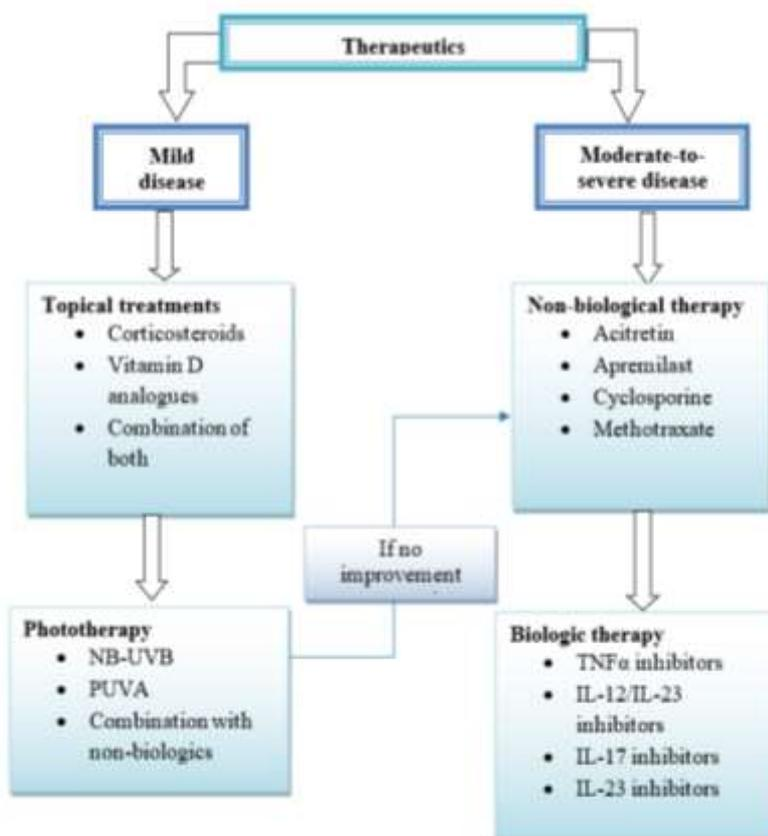 Therapeutics
Mild
disease
Moderate-to-
severe disease
Topical treatments
• Corticosteroids
• Vitamin D
analogues
• Combination of
both
Non-biological therapy
• Acitretin
• Apremilast
• Cyclosporine
• Methotraxate
If no
improvement
Phototherapy
• NB-UVB
• PUVA
• Combination with
non-biologics
Biologic therapy
• TNFα inhibitors
• IL-12/IL-23
inhibitors
• IL-17 inhibitors
• IL-23 inhibitors